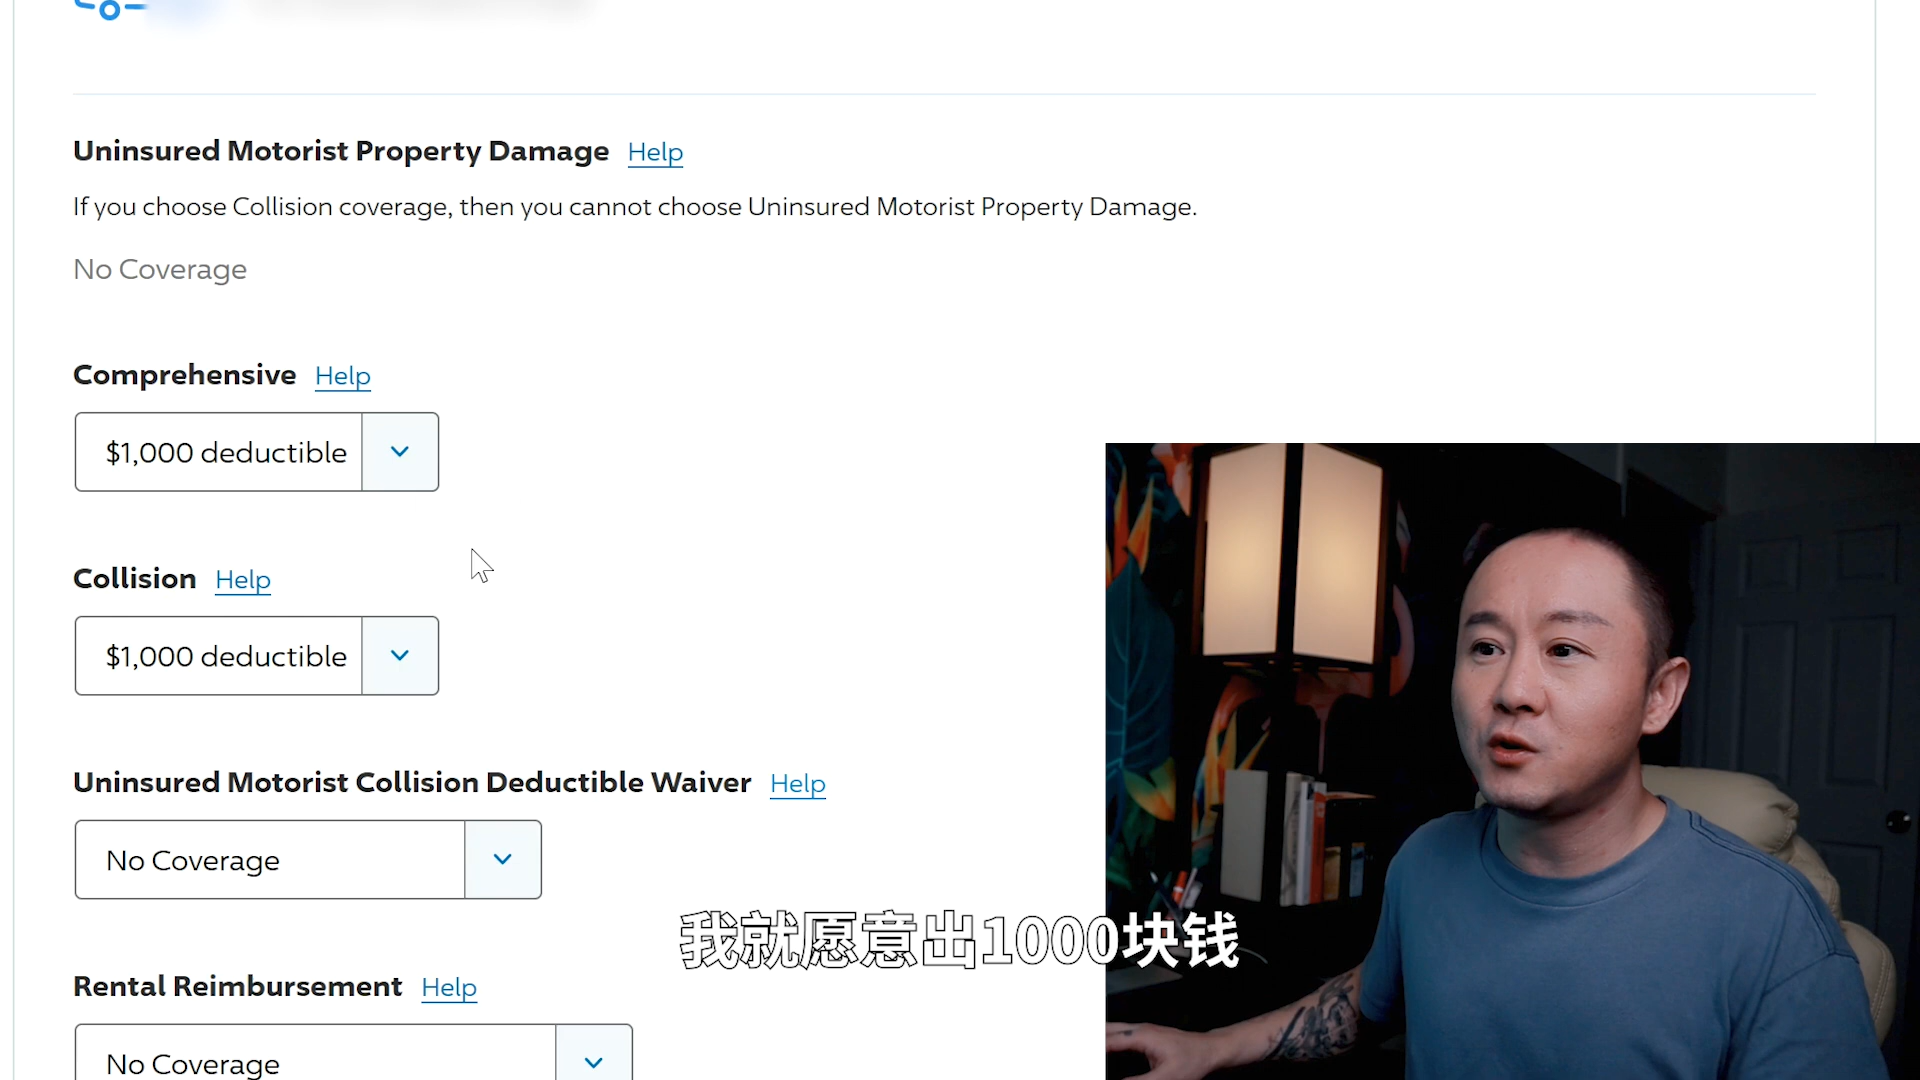 Uninsured Motorist Property Damage Help
If you choose Collision coverage, then you cannot choose Uninsured Motorist Property Damage.
No Coverage
Comprehensive Help
$1,000 deductible
Collision Help
$1,000 deductible
Uninsured Motorist Collision Deductible Waiver Help
No Coverage
我就愿意出1000块钱
Rental Reimbursement Help
No Coverage